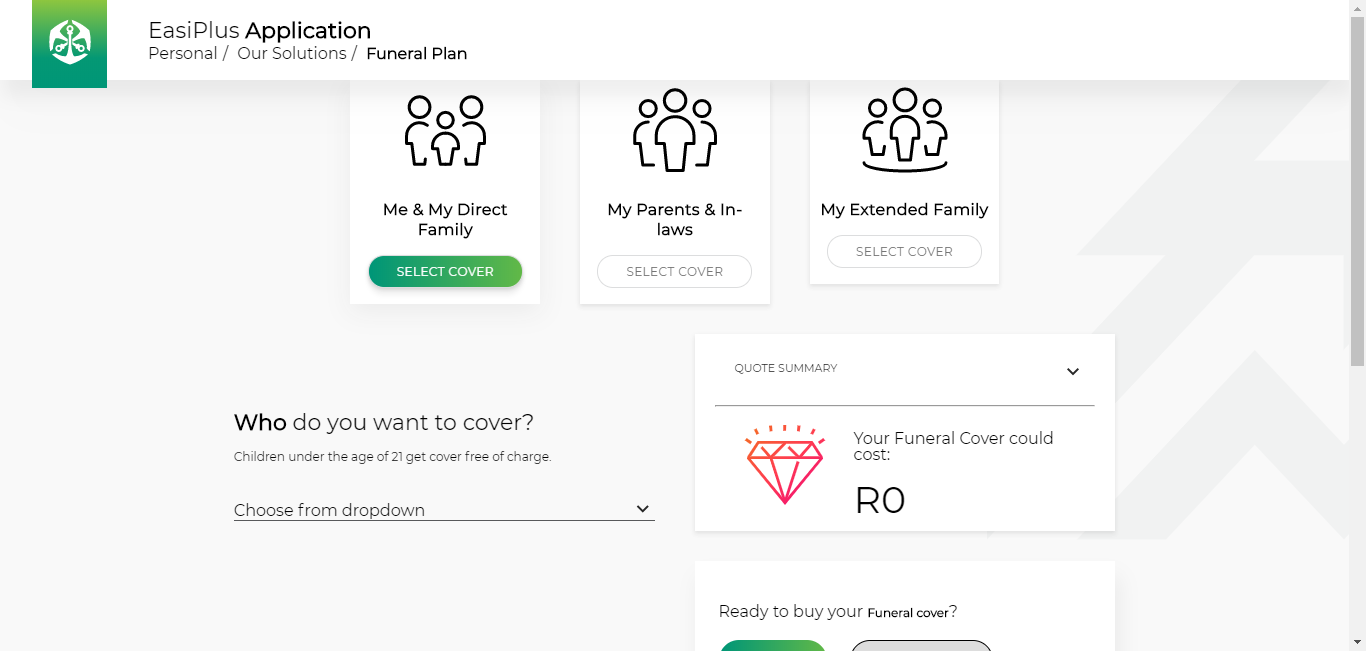 EasiPlus Application
Personal / Our Solutions / Funeral Plan
Me & My Direct
Family
SELECT COVER
My Parents & In-
laws
SELECT COVER
My Extended Family
SELECT COVER
Who do you want to cover?
Children under the age of 21 get cover free of charge.
Choose from dropdown
QUOTE SUMMARY
Your Funeral Cover could
cost:
R0
Ready to buy your Funeral cover?